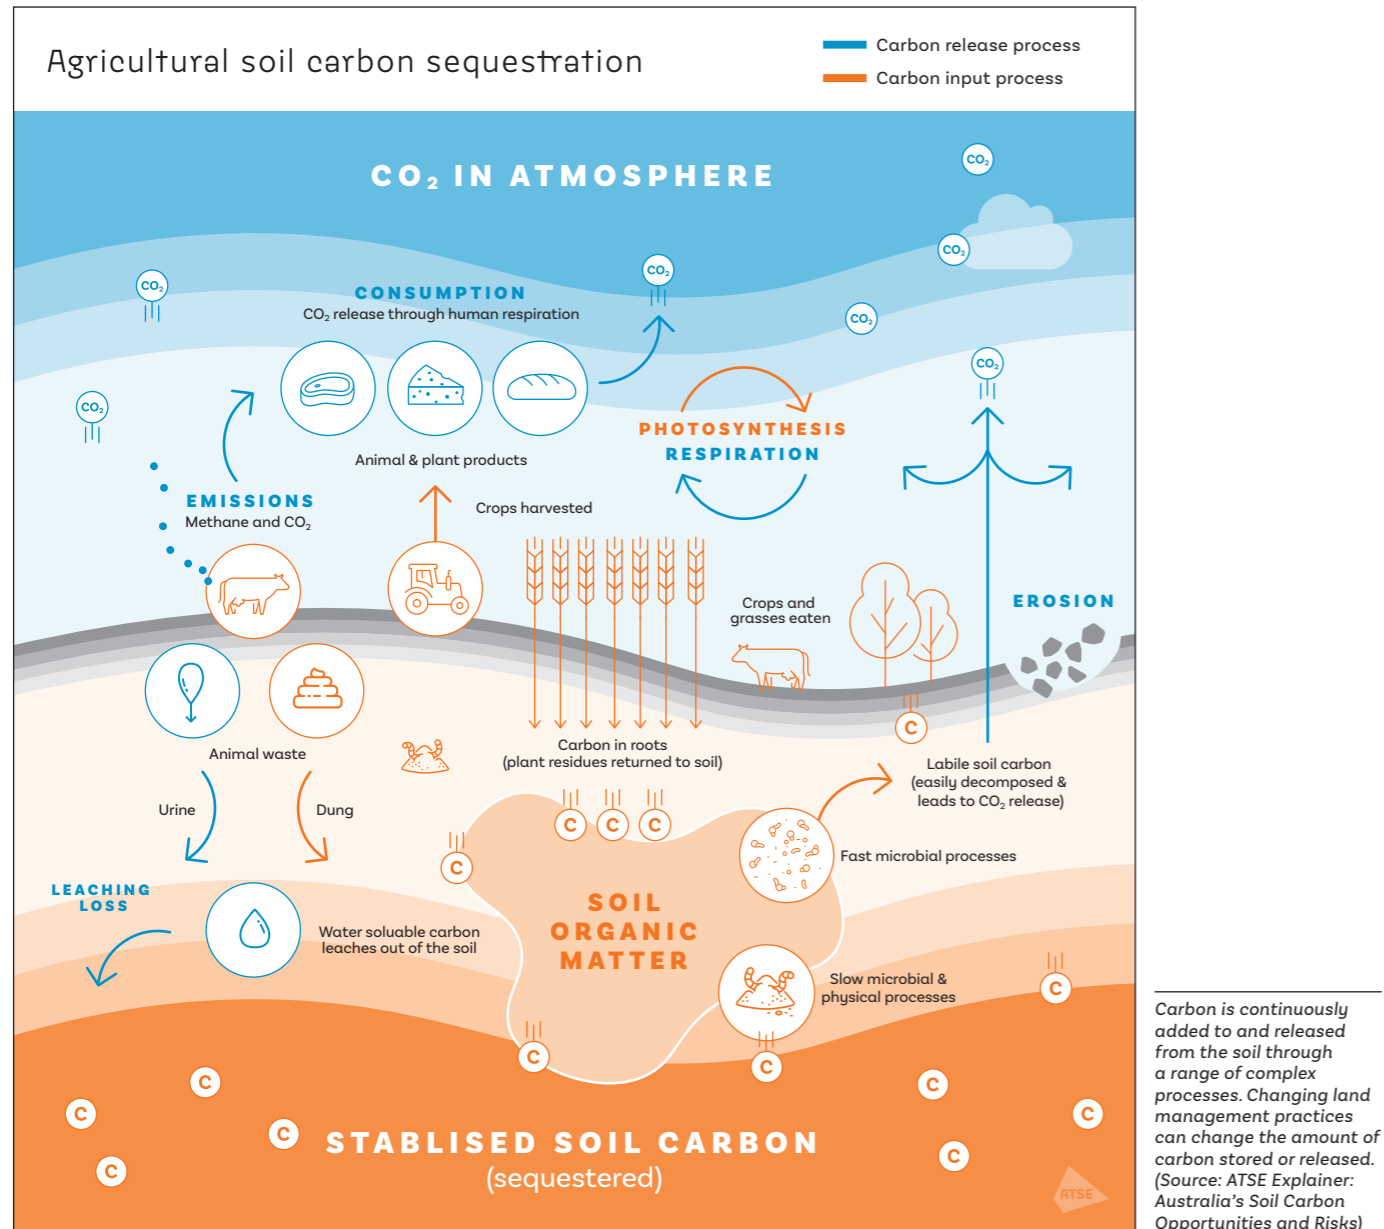 Agricultural soil carbon sequestration
Carbon release process
Carbon input process
CO₂ IN ATMOSPHERE
CO₂
CO₂
CO₂
CO₂
CO₂
CO₂
CO₂
CONSUMPTION
CO₂ release through human respiration
PHOTOSYNTHESIS
RESPIRATION
Animal & plant products
EMISSIONS
Methane and CO₂
Crops harvested
Crops and
grasses eaten
EROSION
Animal waste
Urine
Dung
Carbon in roots
(plant residues returned to soil)
C
Labile soil carbon
(easily decomposed &
leads to CO₂ release)
C
C
C
C
Fast microbial processes
LEACHING
LOSS
Water soluable carbon
leaches out of the soil
SOIL
ORGANIC
MATTER
Slow microbial &
physical processes
C
C
C
C
C
C
C
C
C
C
C
STABLISED SOIL CARBON
(sequestered)
ATSE
Carbon is continuously
added to and released
from the soil through
a range of complex
processes. Changing land
management practices
can change the amount of
carbon stored or released.
(Source: ATSE Explainer:
Australia's Soil Carbon
Opportunities and Risks)